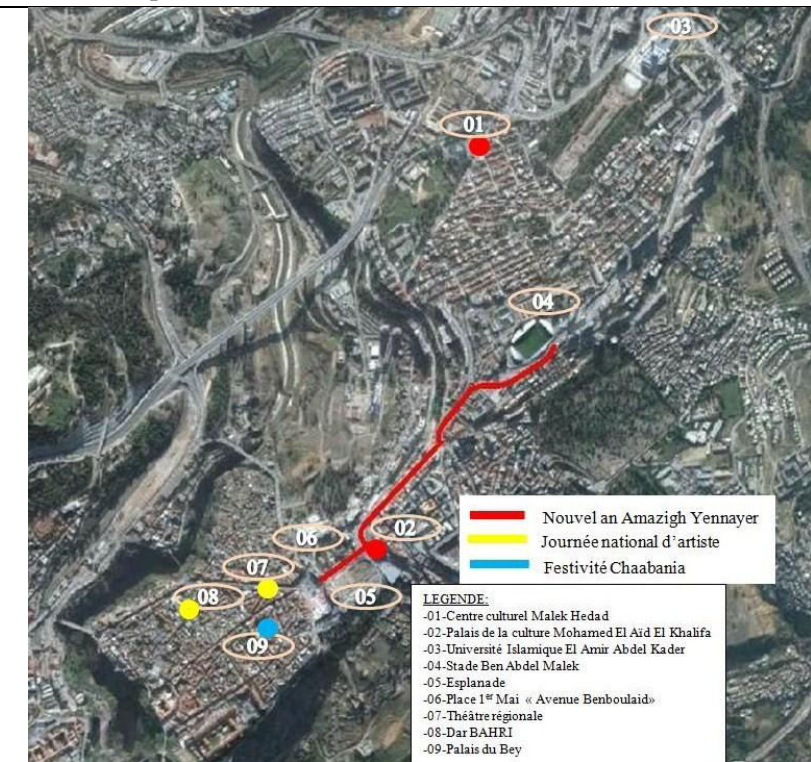 03
01
04
02
06
07
08
05
09
Nouvel an Amazigh Yennayer
Journée national d’artiste
Festivité Chaabania
LEGENDE:
-01-Centre culturel Malek Hedad
-02-Palais de la culture Mohamed El Aïd El Khalifa
-03-Université Islamique El Amir Abdel Kader
-04-Stade Ben Abdel Malek
-05-Esplanade
-06-Place 1er Mai « Avenue Benboulaid»
-07-Théâtre régionale
-08-Dar BAHRI
-09-Palais du Bey